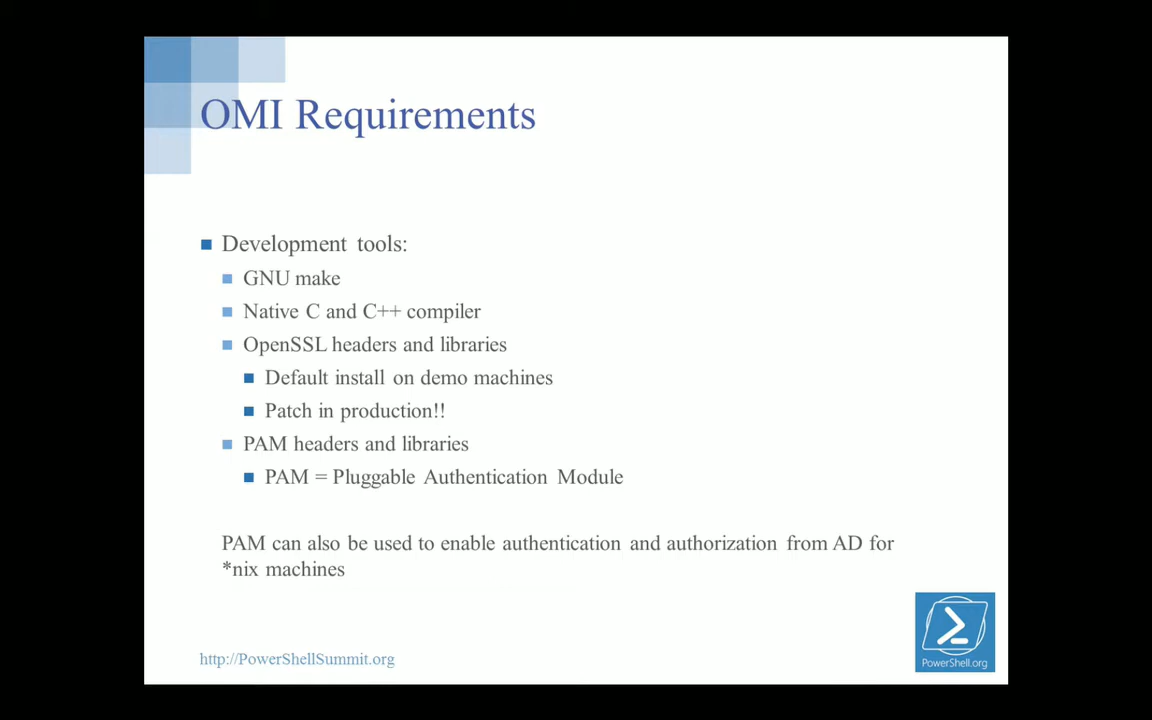 OMI Requirements
Development tools:
GNU make
Native C and C++ compiler
OpenSSL headers and libraries
Default install on demo machines
Patch in production!!
PAM headers and libraries
PAM = Pluggable Authentication Module
PAM can also be used to enable authentication and authorization from AD for
*nix machines
http://PowerShellSummit.org
PowerShell.org